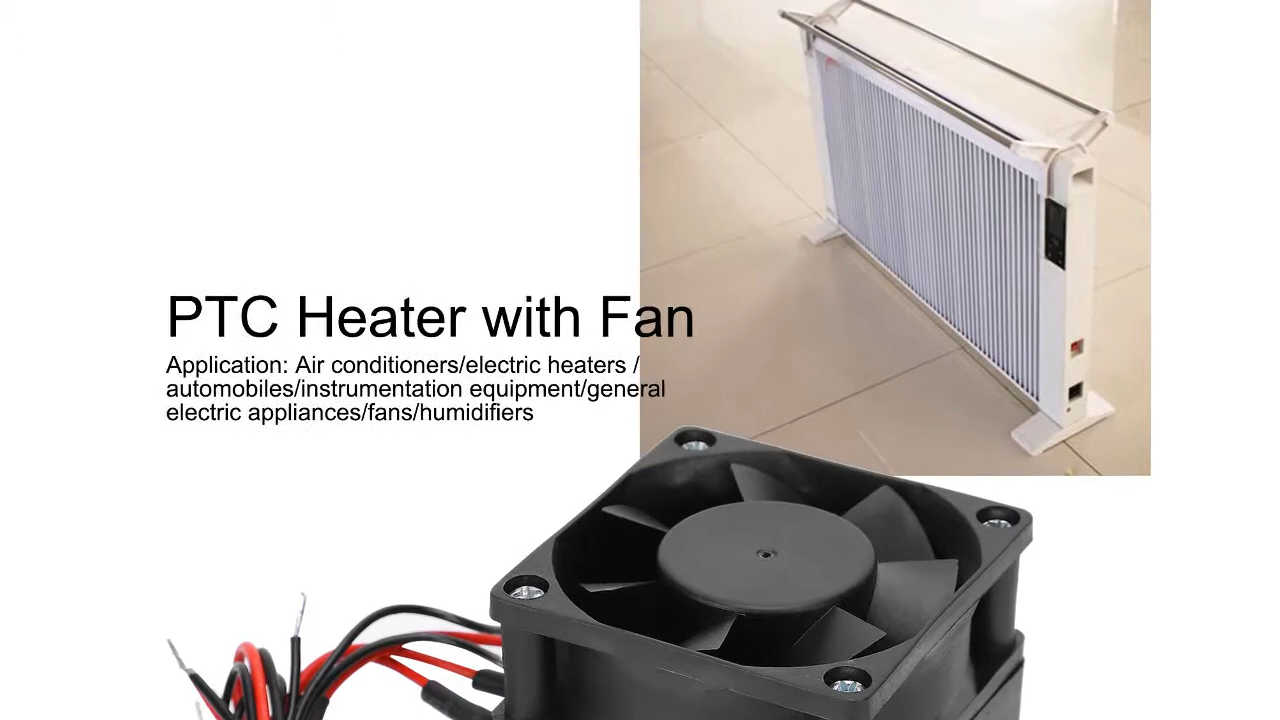 PTC Heater with Fan
Application: Air conditioners/electric heaters /
automobiles/instrumentation equipment/general
electric appliances/fans/humidifiers